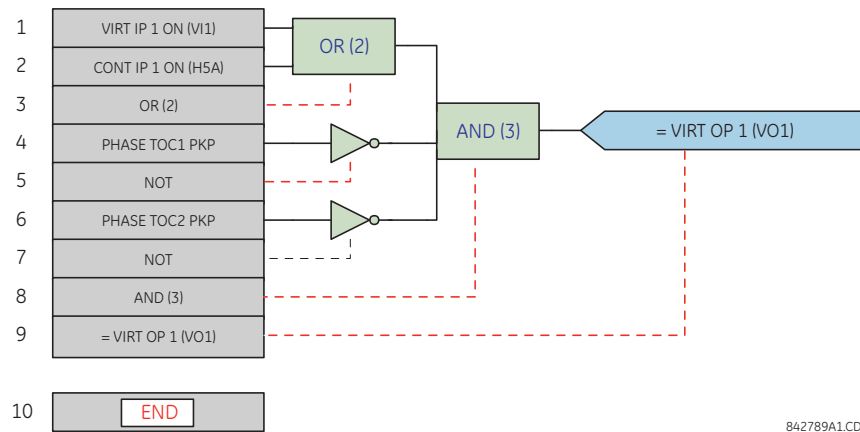 1 VIRT IP 1 ON (VI1)
OR (2)
2 CONT IP 1 ON (H5A)
3 OR (2)
4 PHASE TOC1 PKP
AND (3)
= VIRT OP 1 (VO1)
5 NOT
6 PHASE TOC2 PKP
7 NOT
8 AND (3)
9 = VIRT OP 1 (VO1)
10 END
842789A1.CD